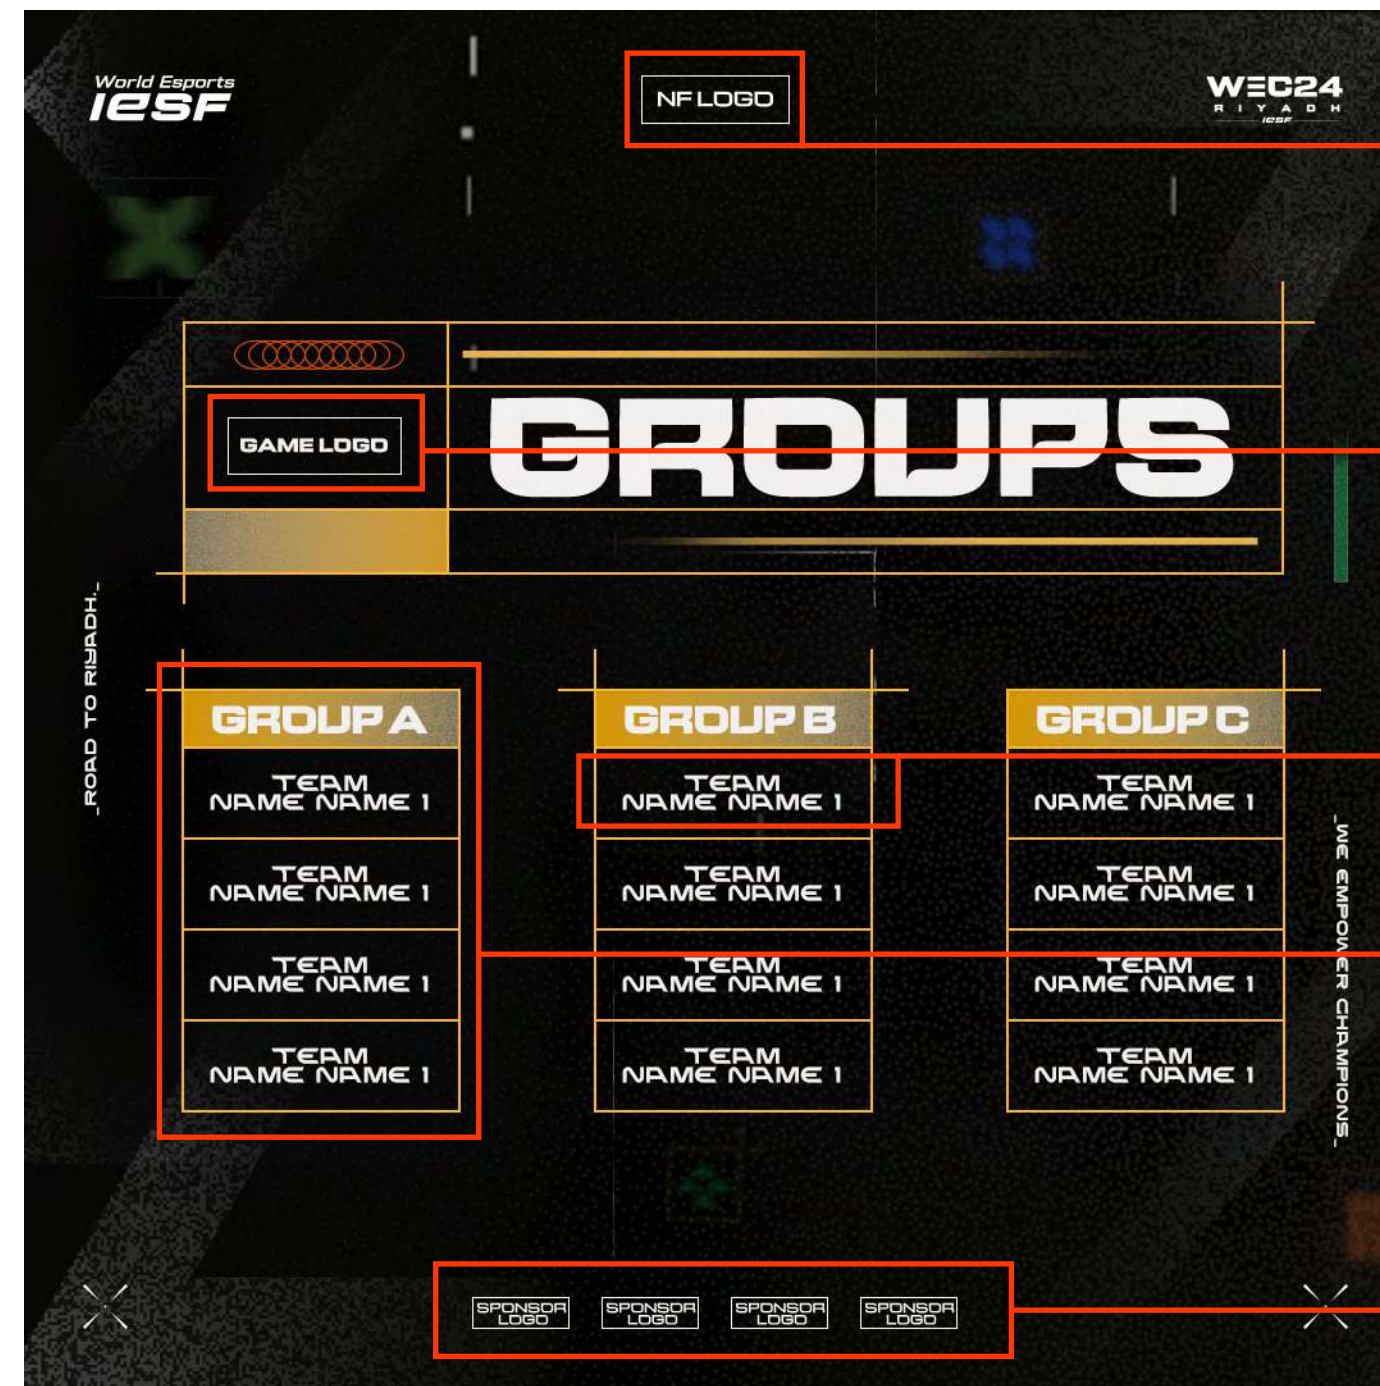 World Esports
IESF
NF LOGO
WEC24
RIYADH
IESF
GAME LOGO
GROUPS
_ROAD TO RIYADH._
GROUP A
TEAM
NAME NAME 1
TEAM
NAME NAME 1
TEAM
NAME NAME 1
TEAM
NAME NAME 1
GROUP B
TEAM
NAME NAME 1
TEAM
NAME NAME 1
TEAM
NAME NAME 1
TEAM
NAME NAME 1
GROUP C
TEAM
NAME NAME 1
TEAM
NAME NAME 1
TEAM
NAME NAME 1
TEAM
NAME NAME 1
_WE EMPOWER CHAMPIONS_
SPONSOR
LOGO
SPONSOR
LOGO
SPONSOR
LOGO
SPONSOR
LOGO